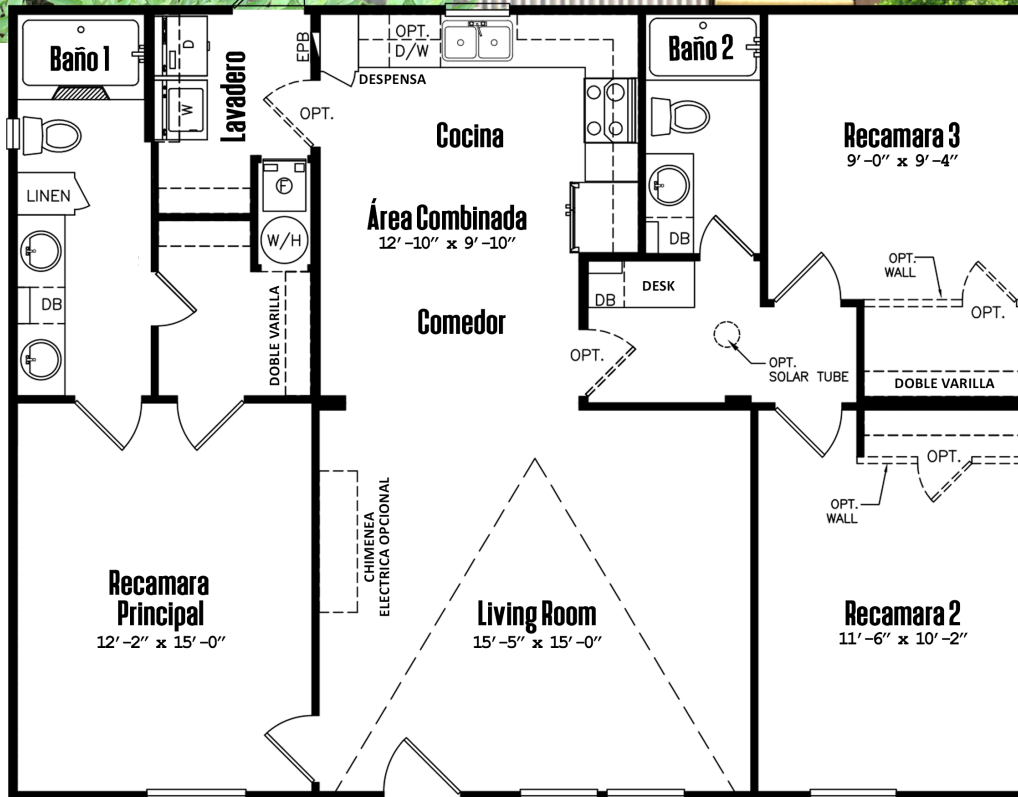 Baño 1
D
W
Lavadero
EPB
OPT.
D/W
DESPENSA
OPT.
Cocina
Baño 2
Recamara 3
9'-0" x 9'-4"
LINEN
F
W/H
Área Combinada
12'-10" x 9'-10"
DB
DB
DOBLE VARILLA
Comedor
DB
DESK
OPT.
OPT.
SOLAR TUBE
OPT.
WALL
OPT.
DOBLE VARILLA
OPT.
OPT.
WALL
CHIMENEA
ELECTRICA OPCIONAL
Recamara
Principal
12'-2" x 15'-0"
Living Room
15'-5" x 15'-0"
Recamara 2
11'-6" x 10'-2"